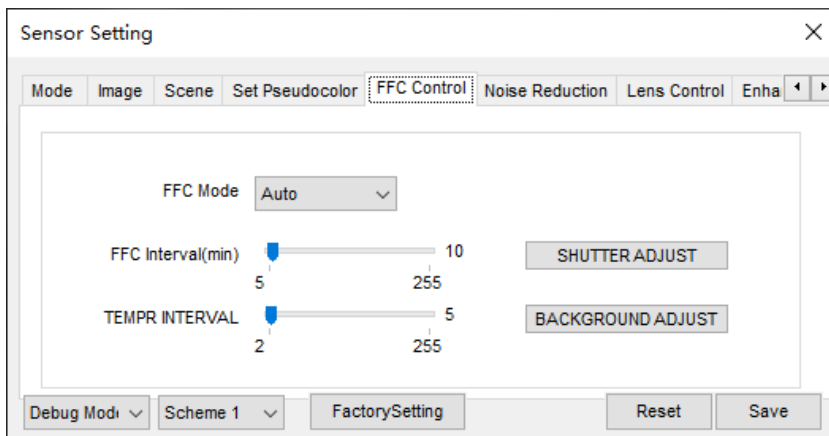 Sensor Setting
Mode Image Scene Set Pseudocolor FFC Control Noise Reduction Lens Control Enha
FFC Mode Auto
FFC Interval(min) 10 SHUTTER ADJUST
5 255
TEMPR INTERVAL 5 BACKGROUND ADJUST
2 255
Debug Mod Scheme 1 FactorySetting Reset Save